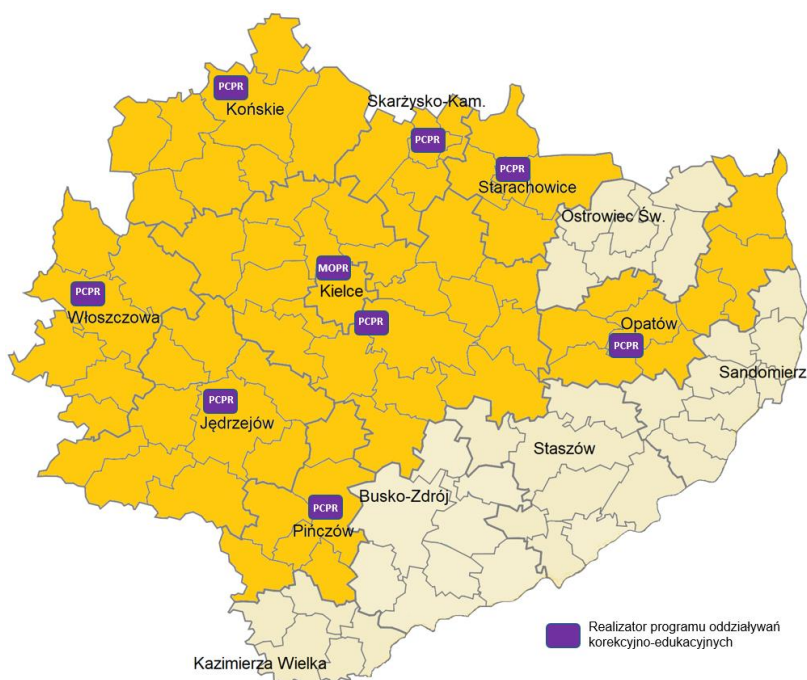 PCPR
Końskie
Skarżysko-Kam.
PCPR
PCPR
Starachowice
Ostrowiec Św.
MOPR
Kielce
PCPR
PCPR
Włoszczowa
Opatów
PCPR
Sandomierz
PCPR
Jędrzejów
Staszów
Busko-Zdrój
PCPR
Pińczów
Kazimierza Wielka
Realizator programu oddziaływań
korekcyjno-edukacyjnych